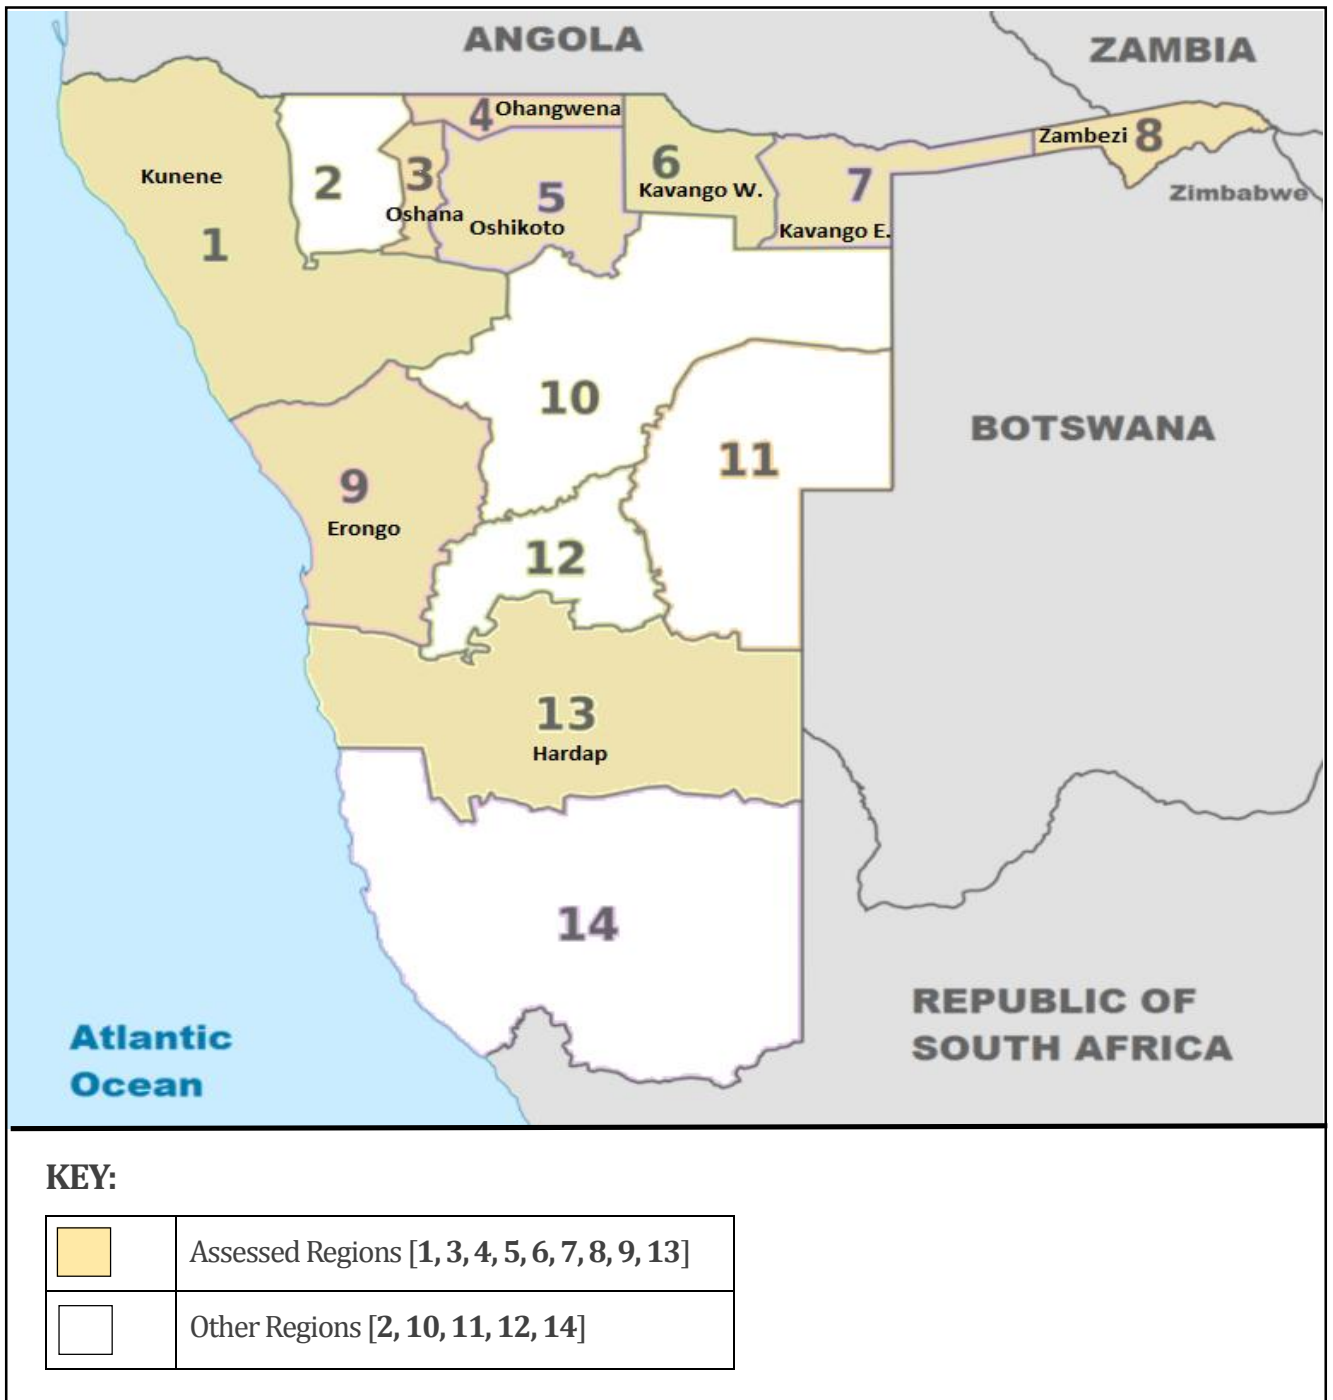 ANGOLA
ZAMBIA
4 Ohangwena
Zambezi 8
Kunene
2
3
6
7
Zimbabwe
Kavango W.
5
Oshana
Oshikoto
Kavango E.
1
10
BOTSWANA
11
9
Erongo
12
13
Hardap
14
REPUBLIC OF
SOUTH AFRICA
Atlantic
Ocean
KEY:
Assessed Regions [1, 3, 4, 5, 6, 7, 8, 9, 13]
Other Regions [2, 10, 11, 12, 14]